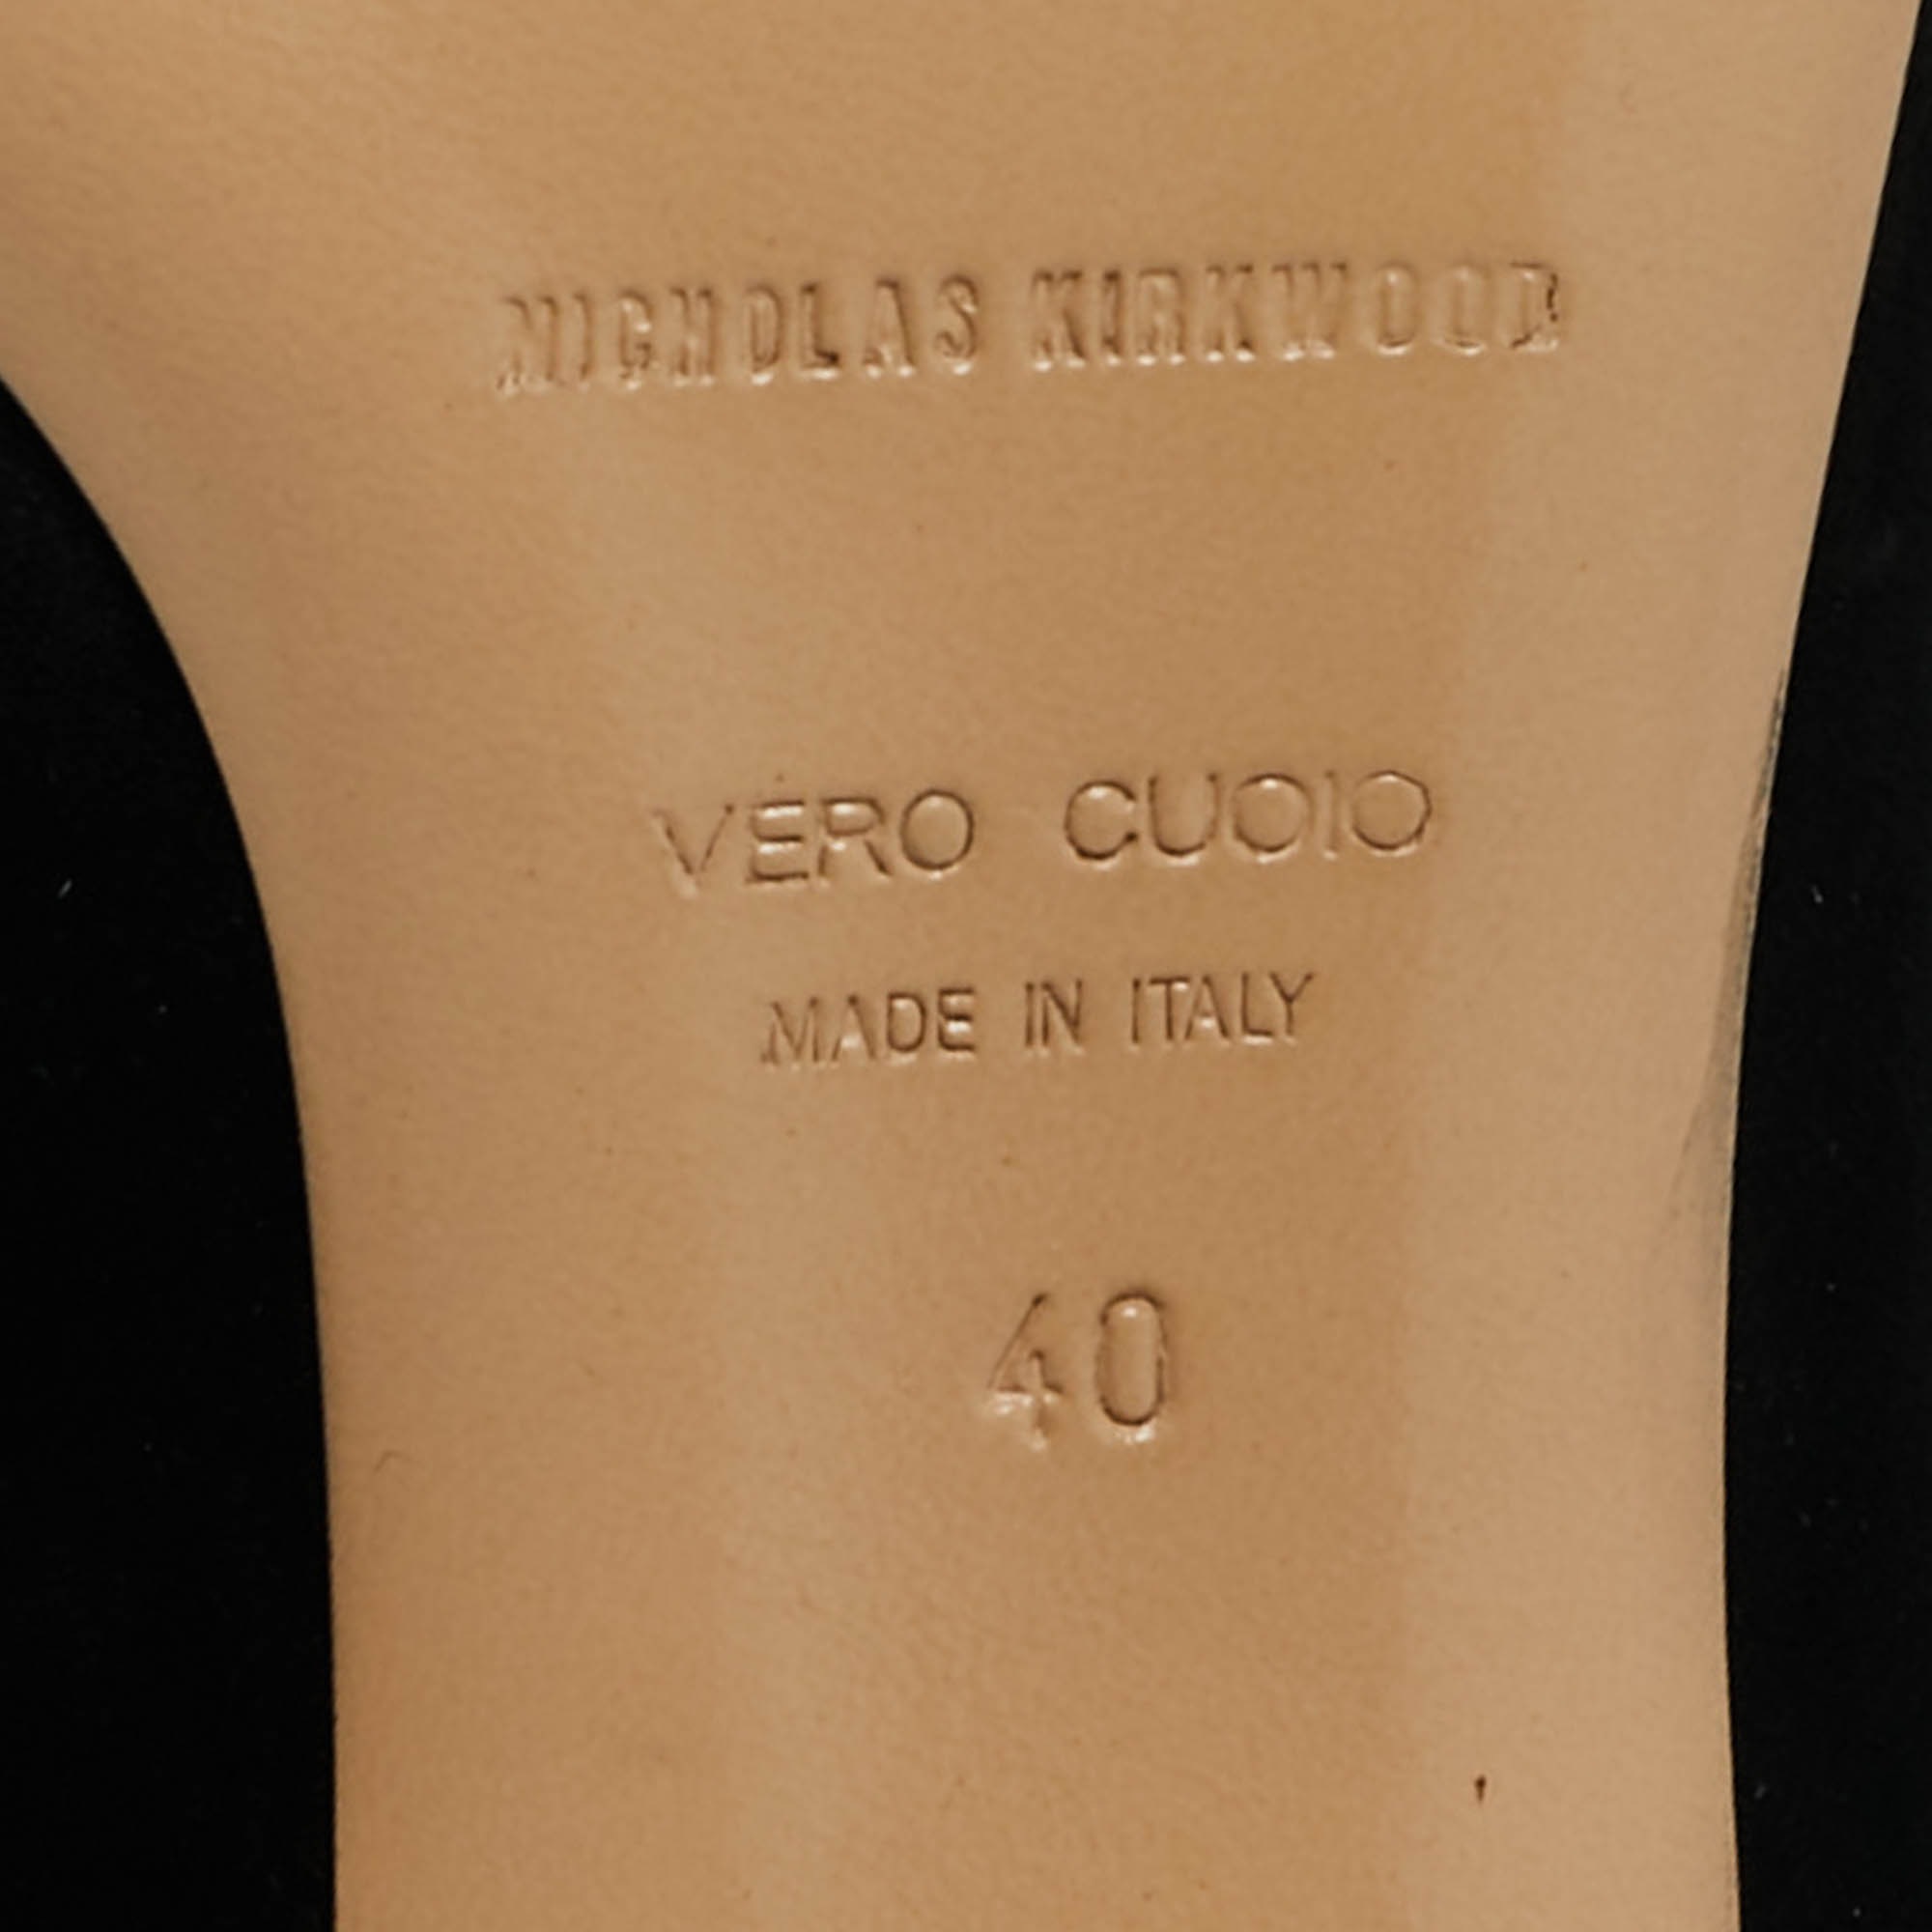 NICHOLAS KIRKWOOD
VERO CUOIO
MADE IN ITALY
40